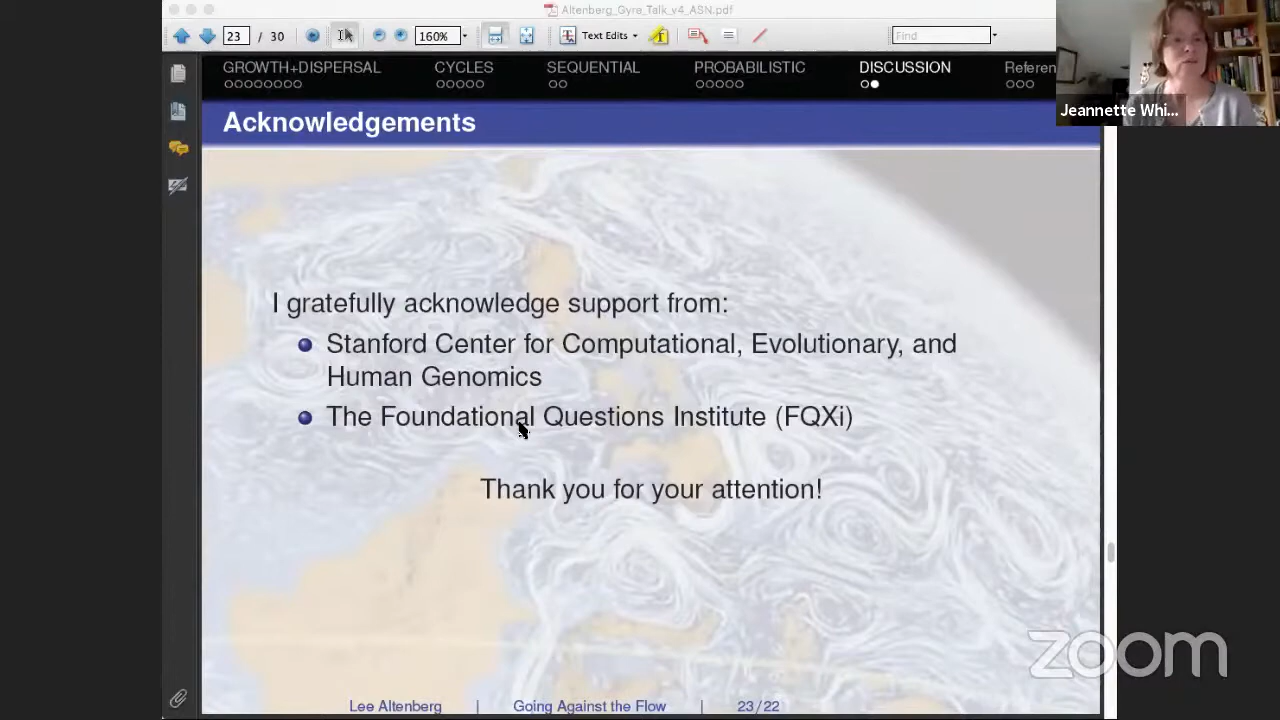 Altenberg_Gyre_Talk_v4_ASN.pdf
23 / 30
160%
Text Edits
Find
GROWTH+DISPERSAL CYCLES SEQUENTIAL PROBABILISTIC DISCUSSION Referen
Jeannette Whi...
Acknowledgements
I gratefully acknowledge support from:
Stanford Center for Computational, Evolutionary, and
Human Genomics
The Foundational Questions Institute (FQXi)
Thank you for your attention!
zoom
Lee Altenberg | Going Against the Flow | 23/22